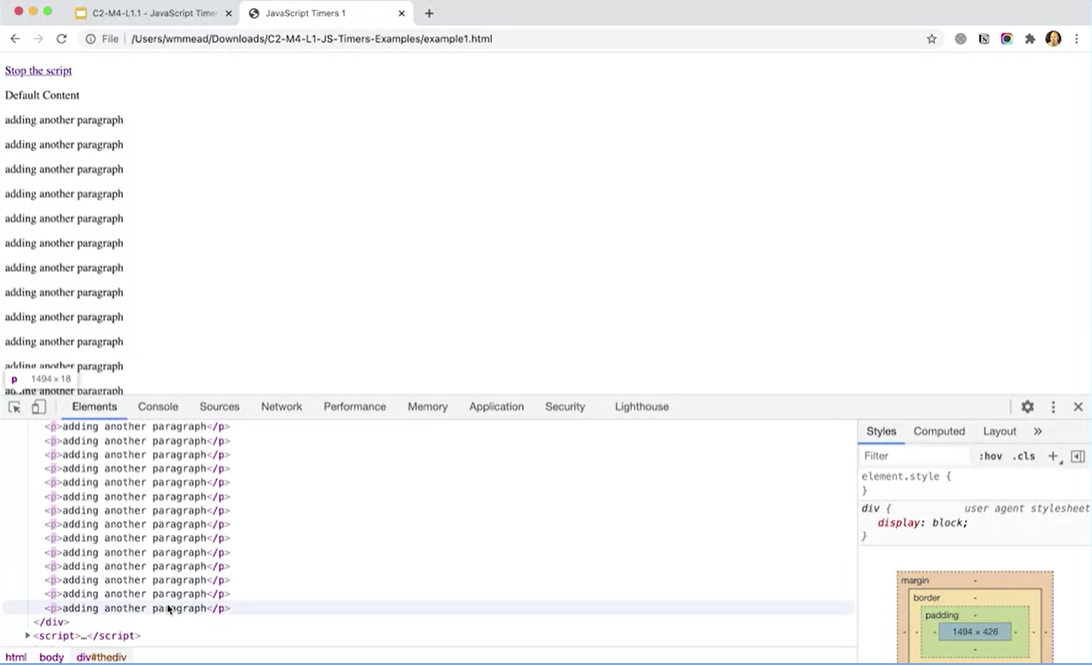 C2-M4-L1.1 - JavaScript Timer
JavaScript Timers 1
File /Users/wmmead/Downloads/C2-M4-L1-JS-Timers-Examples/example1.html
Stop the script
Default Content
adding another paragraph
adding another paragraph
adding another paragraph
adding another paragraph
adding another paragraph
adding another paragraph
adding another paragraph
adding another paragraph
adding another paragraph
adding another paragraph
adding another paragraph
p 1494 × 18
another paragraph
Elements Console Sources Network Performance Memory Application Security Lighthouse
<p>adding another paragraph</p>
<p>adding another paragraph</p>
<p>adding another paragraph</p>
<p>adding another paragraph</p>
<p>adding another paragraph</p>
<p>adding another paragraph</p>
<p>adding another paragraph</p>
<p>adding another paragraph</p>
<p>adding another paragraph</p>
<p>adding another paragraph</p>
<p>adding another paragraph</p>
<p>adding another paragraph</p>
<p>adding another paragraph</p>
<p>adding another paragraph</p>
</div>
<script>…</script>
html body div#thediv
Styles Computed Layout »
Filter :hov .cls +
element.style {
}
div { user agent stylesheet
display: block;
}
margin -
border -
padding -
- - - 1494 × 426 - - -
-